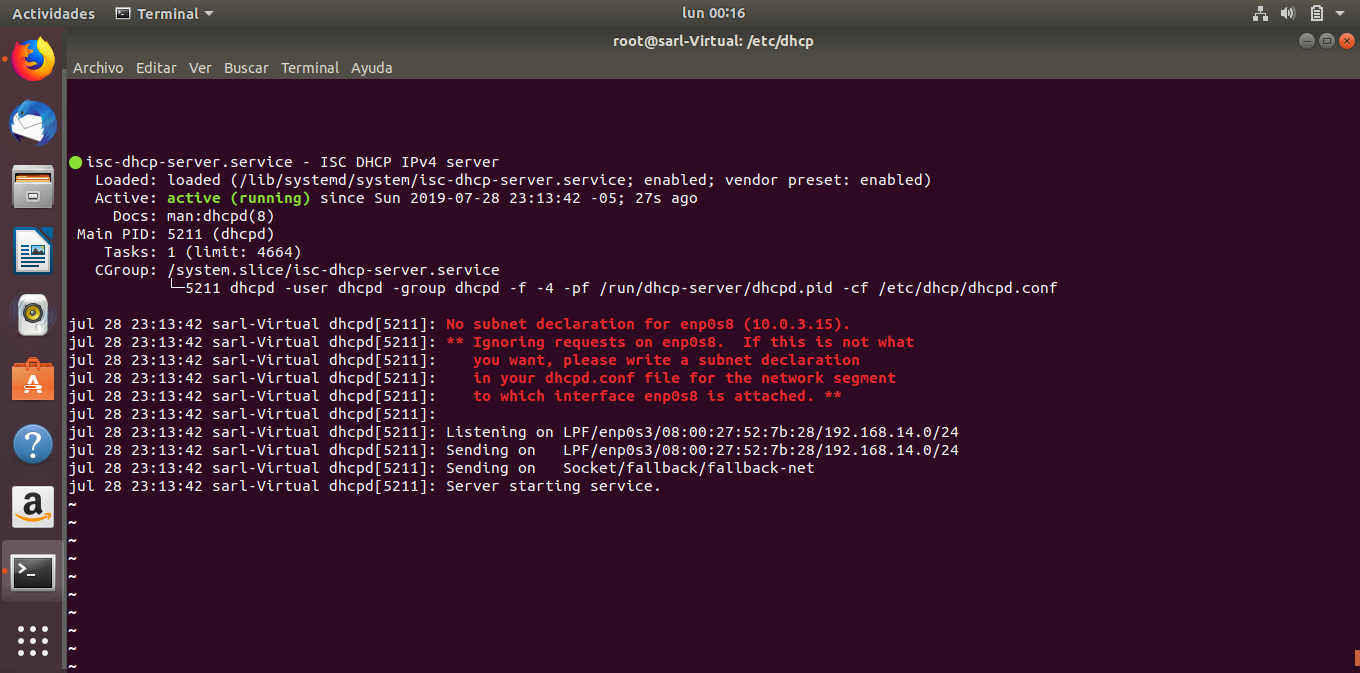 Actividades Terminal lun 00:16
root@sarl-Virtual: /etc/dhcp
Archivo Editar Ver Buscar Terminal Ayuda
isc-dhcp-server.service - ISC DHCP IPv4 server
Loaded: loaded (/lib/systemd/system/isc-dhcp-server.service; enabled; vendor preset: enabled)
Active: active (running) since Sun 2019-07-28 23:13:42 -05; 27s ago
Docs: man:dhcpd(8)
Main PID: 5211 (dhcpd)
Tasks: 1 (limit: 4664)
CGroup: /system.slice/isc-dhcp-server.service
└─5211 dhcpd -user dhcpd -group dhcpd -f -4 -pf /run/dhcp-server/dhcpd.pid -cf /etc/dhcp/dhcpd.conf
jul 28 23:13:42 sarl-Virtual dhcpd[5211]: No subnet declaration for enp0s8 (10.0.3.15).
jul 28 23:13:42 sarl-Virtual dhcpd[5211]: ** Ignoring requests on enp0s8.  If this is not what
jul 28 23:13:42 sarl-Virtual dhcpd[5211]:    you want, please write a subnet declaration
jul 28 23:13:42 sarl-Virtual dhcpd[5211]:    in your dhcpd.conf file for the network segment
jul 28 23:13:42 sarl-Virtual dhcpd[5211]:    to which interface enp0s8 is attached. **
jul 28 23:13:42 sarl-Virtual dhcpd[5211]:
jul 28 23:13:42 sarl-Virtual dhcpd[5211]: Listening on LPF/enp0s3/08:00:27:52:7b:28/192.168.14.0/24
jul 28 23:13:42 sarl-Virtual dhcpd[5211]: Sending on   LPF/enp0s3/08:00:27:52:7b:28/192.168.14.0/24
jul 28 23:13:42 sarl-Virtual dhcpd[5211]: Sending on   Socket/fallback/fallback-net
jul 28 23:13:42 sarl-Virtual dhcpd[5211]: Server starting service.
~
~
~
~
~
~
~
~
~
~